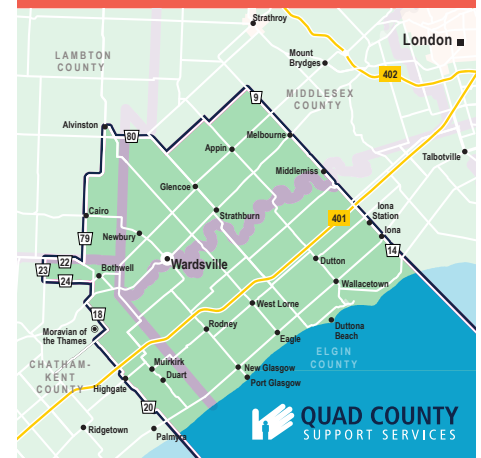 Strathroy
London
LAMBTON
COUNTY
Mount
Brydges
402
9
MIDDLESEX
COUNTY
Alvinston
80
Melbourne
Appin
Talbotville
Middlemiss
Glencoe
Cairo
Strathburn
401
Iona
Station
Iona
79
Newbury
14
22
Wardsville
Dutton
23
Bothwell
24
Wallacetown
West Lorne
18
Moravian of
the Thames
Rodney
Eagle
Duttona
Beach
ELGIN
COUNTY
CHATHAM-
KENT
COUNTY
Muirkirk
New Glasgow
Duart
Port Glasgow
Highgate
20
Ridgetown
Palmyra
QUAD COUNTY
SUPPORT SERVICES